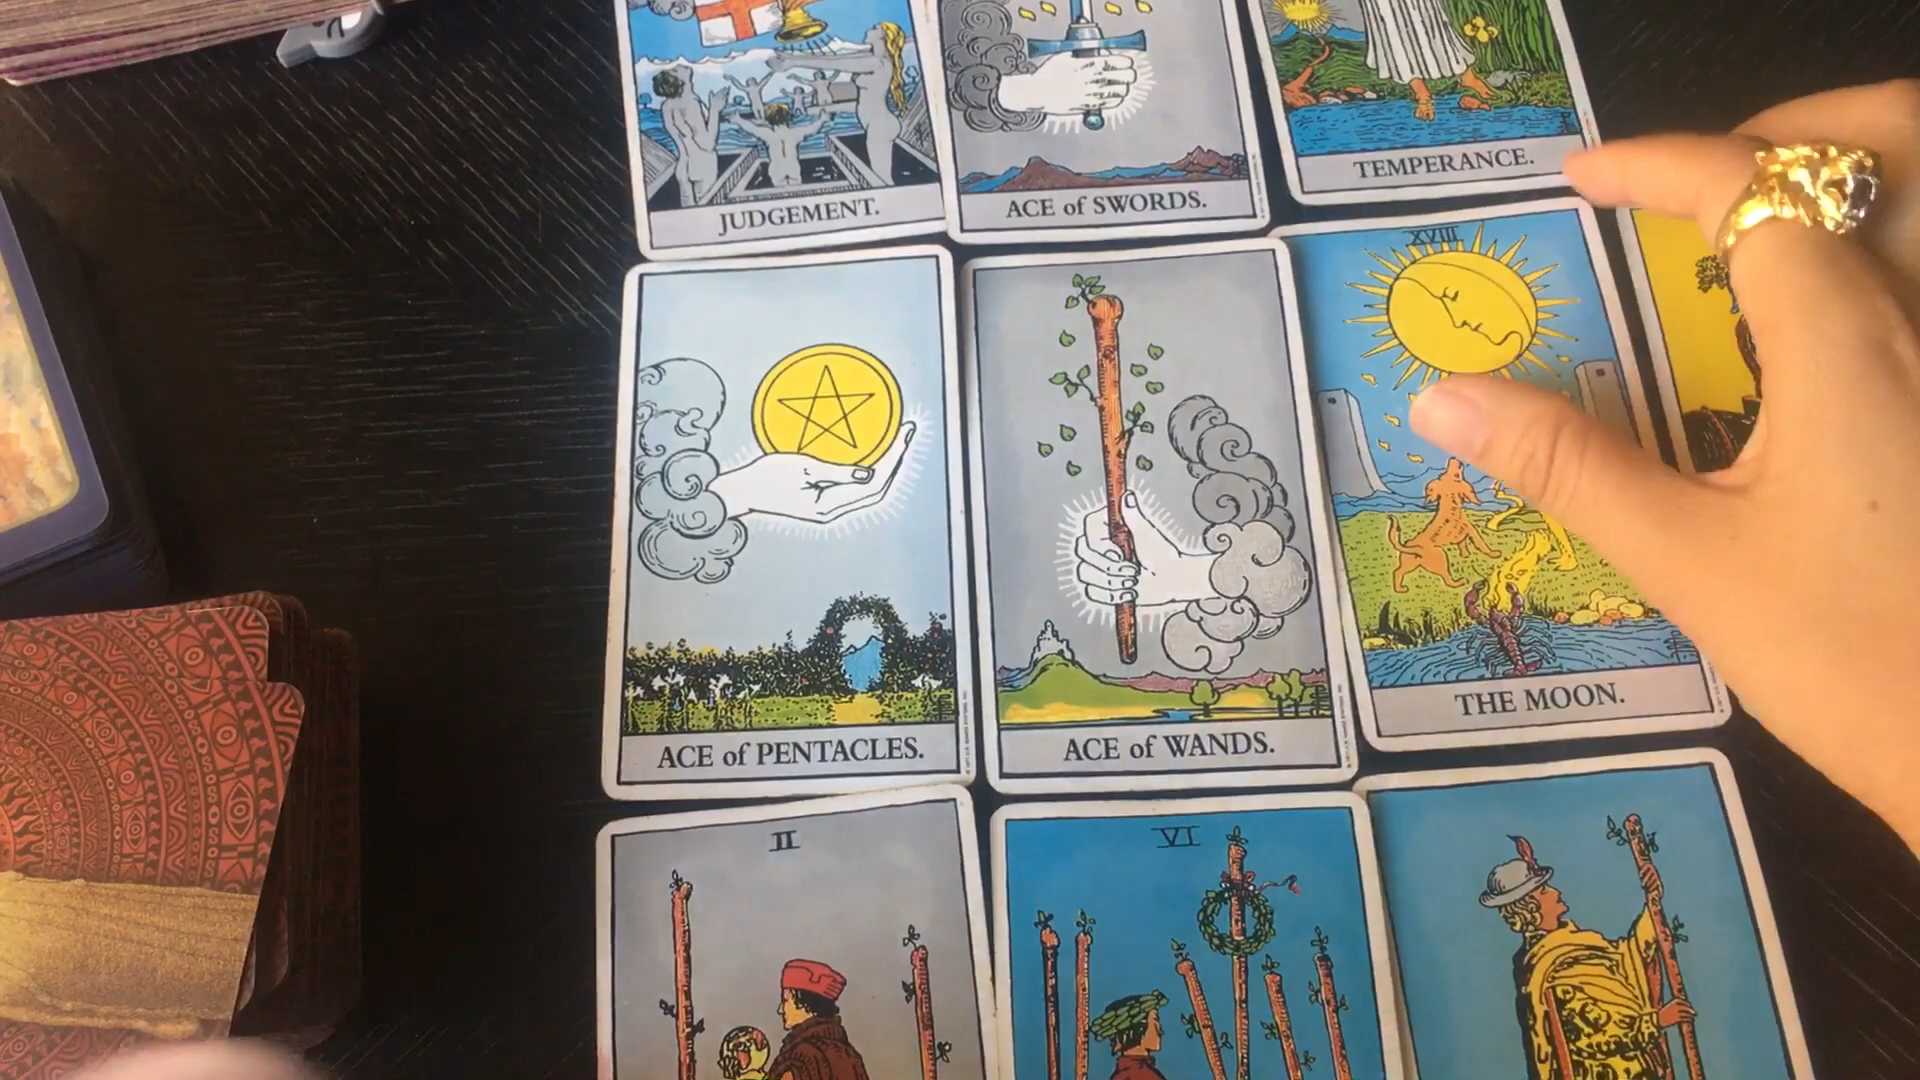 JUDGEMENT.
ACE of SWORDS.
TEMPERANCE.
XVIII
ACE of PENTACLES.
ACE of WANDS.
THE MOON.
II
VI